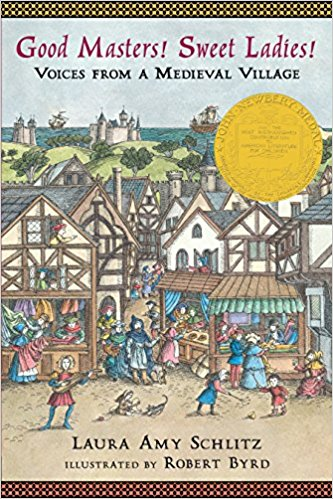 Good Masters! Sweet Ladies!
Voices from a Medieval Village
JOHN NEWBERY MEDAL
Laura Amy Schlitz
illustrated by Robert Byrd